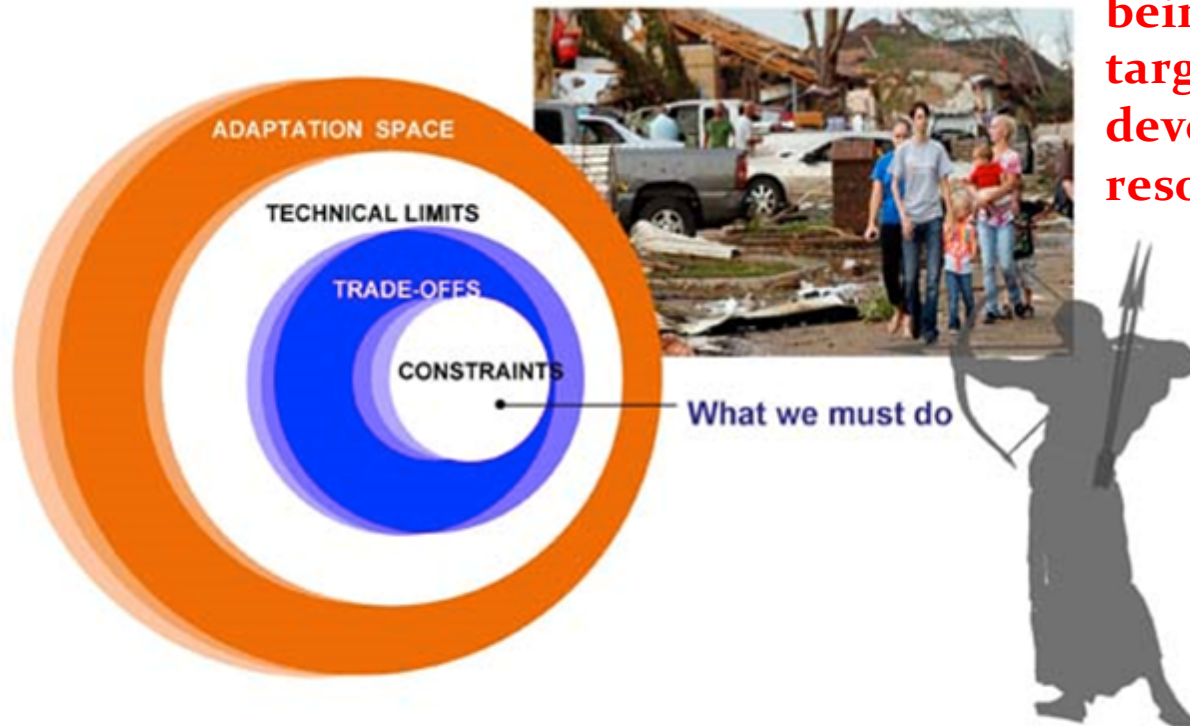 ADAPTATION SPACE
TECHNICAL LIMITS
TRADE-OFFS
CONSTRAINTS
What we must do